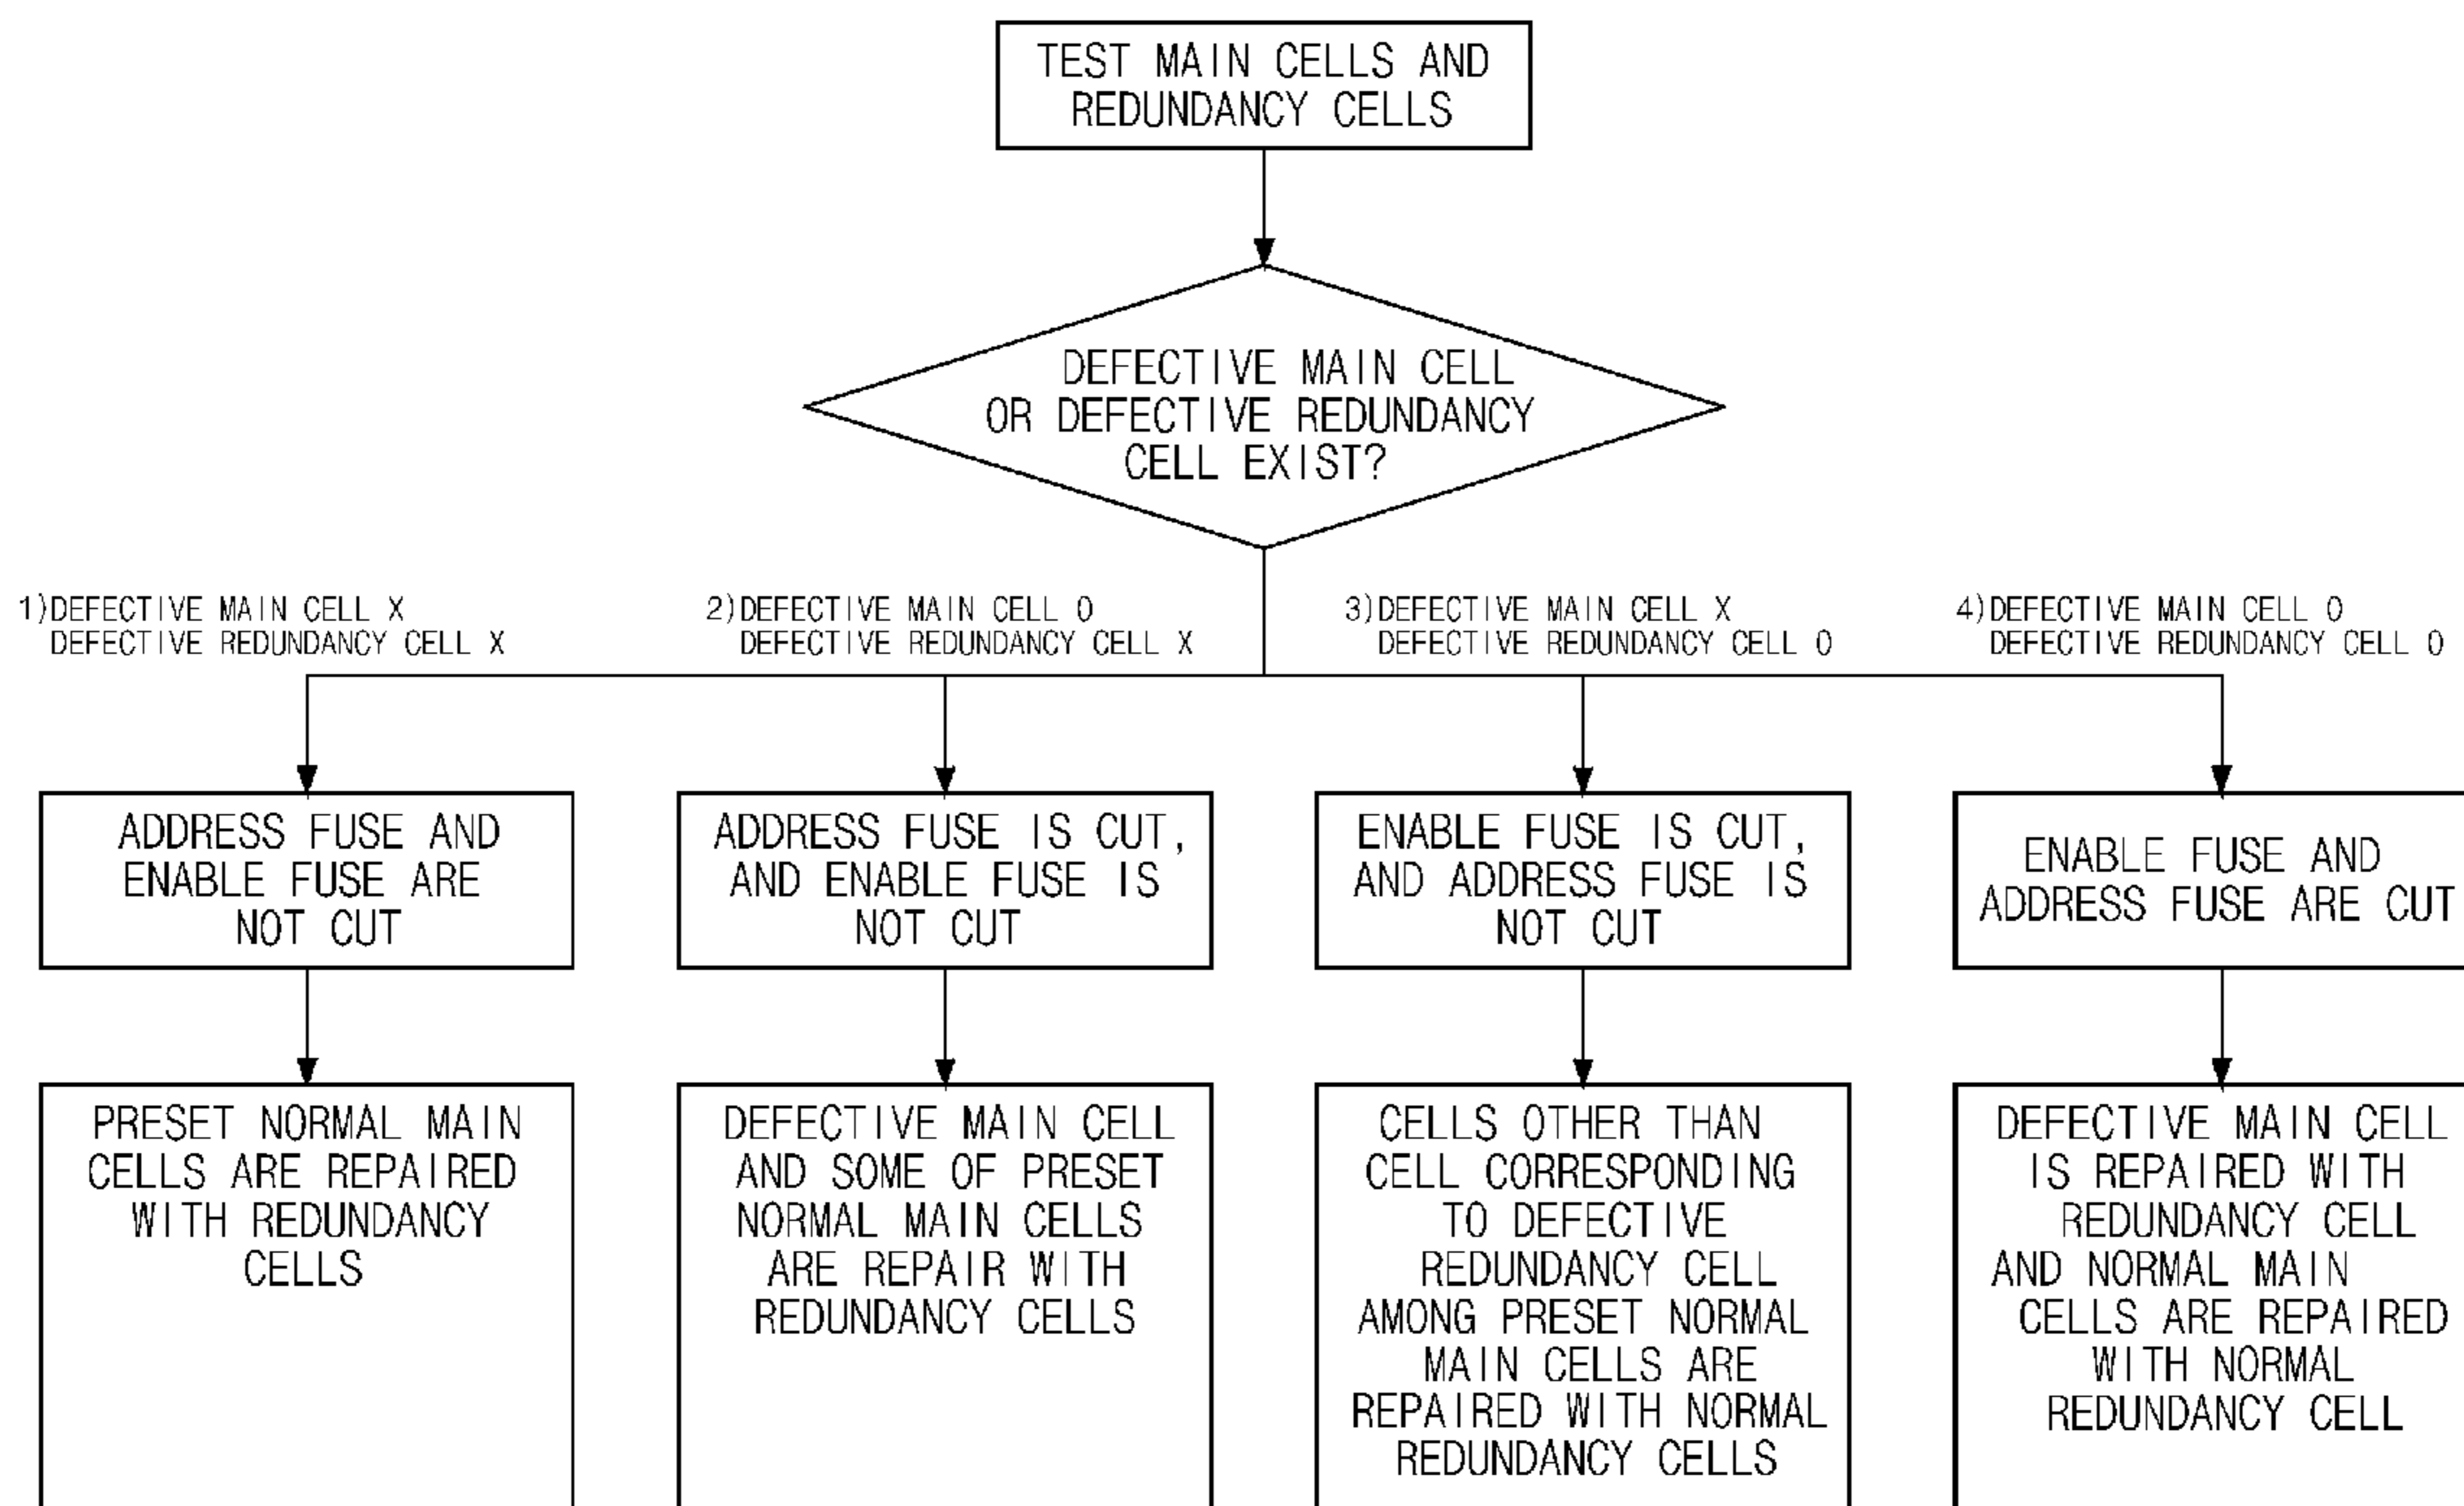 TEST MAIN CELLS AND
REDUNDANCY CELLS
DEFECTIVE MAIN CELL
OR DEFECTIVE REDUNDANCY
CELL EXIST?
1)DEFECTIVE MAIN CELL X
DEFECTIVE REDUNDANCY CELL X
2)DEFECTIVE MAIN CELL O
DEFECTIVE REDUNDANCY CELL X
3)DEFECTIVE MAIN CELL X
DEFECTIVE REDUNDANCY CELL O
4)DEFECTIVE MAIN CELL O
DEFECTIVE REDUNDANCY CELL O
ADDRESS FUSE AND
ENABLE FUSE ARE
NOT CUT
ADDRESS FUSE IS CUT,
AND ENABLE FUSE IS
NOT CUT
ENABLE FUSE IS CUT,
AND ADDRESS FUSE IS
NOT CUT
ENABLE FUSE AND
ADDRESS FUSE ARE CUT
PRESET NORMAL MAIN
CELLS ARE REPAIRED
WITH REDUNDANCY
CELLS
DEFECTIVE MAIN CELL
AND SOME OF PRESET
NORMAL MAIN CELLS
ARE REPAIR WITH
REDUNDANCY CELLS
CELLS OTHER THAN
CELL CORRESPONDING
TO DEFECTIVE
REDUNDANCY CELL
AMONG PRESET NORMAL
MAIN CELLS ARE
REPAIRED WITH NORMAL
REDUNDANCY CELLS
DEFECTIVE MAIN CELL
IS REPAIRED WITH
REDUNDANCY CELL
AND NORMAL MAIN
CELLS ARE REPAIRED
WITH NORMAL
REDUNDANCY CELL